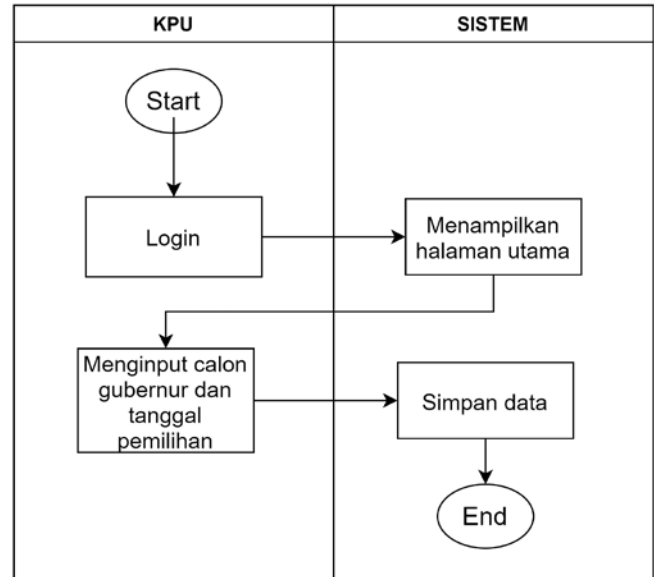 KPU
SISTEM
Start
Login
Menampilkan
halaman utama
Menginput calon
gubernur dan
tanggal
pemilihan
Simpan data
End